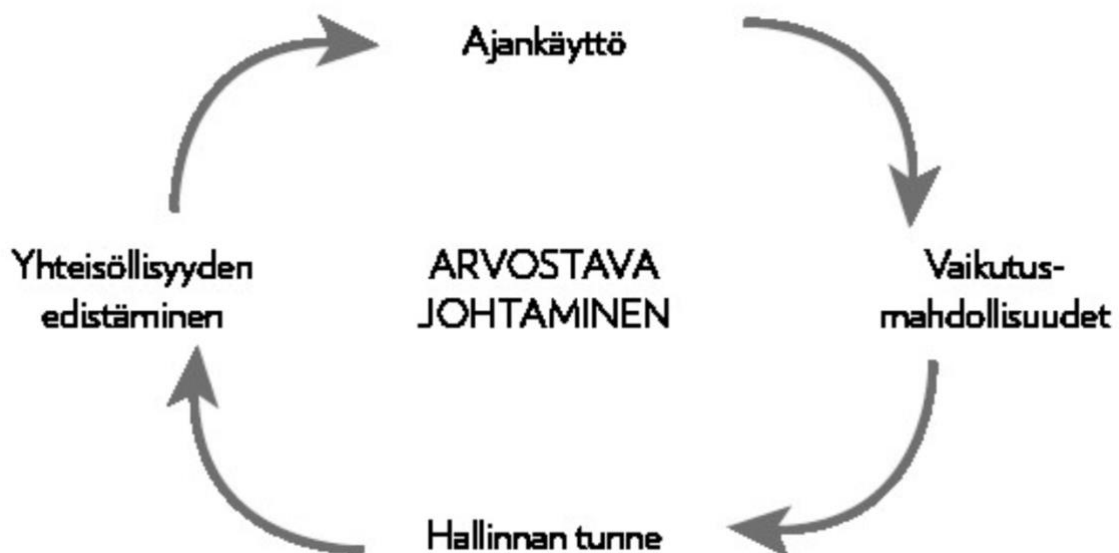 Ajankäyttö
Yhteisöllisyyden
edistäminen
ARVOSTAVA
JOHTAMINEN
Vaikutus-
mahdollisuudet
Hallinnan tunne